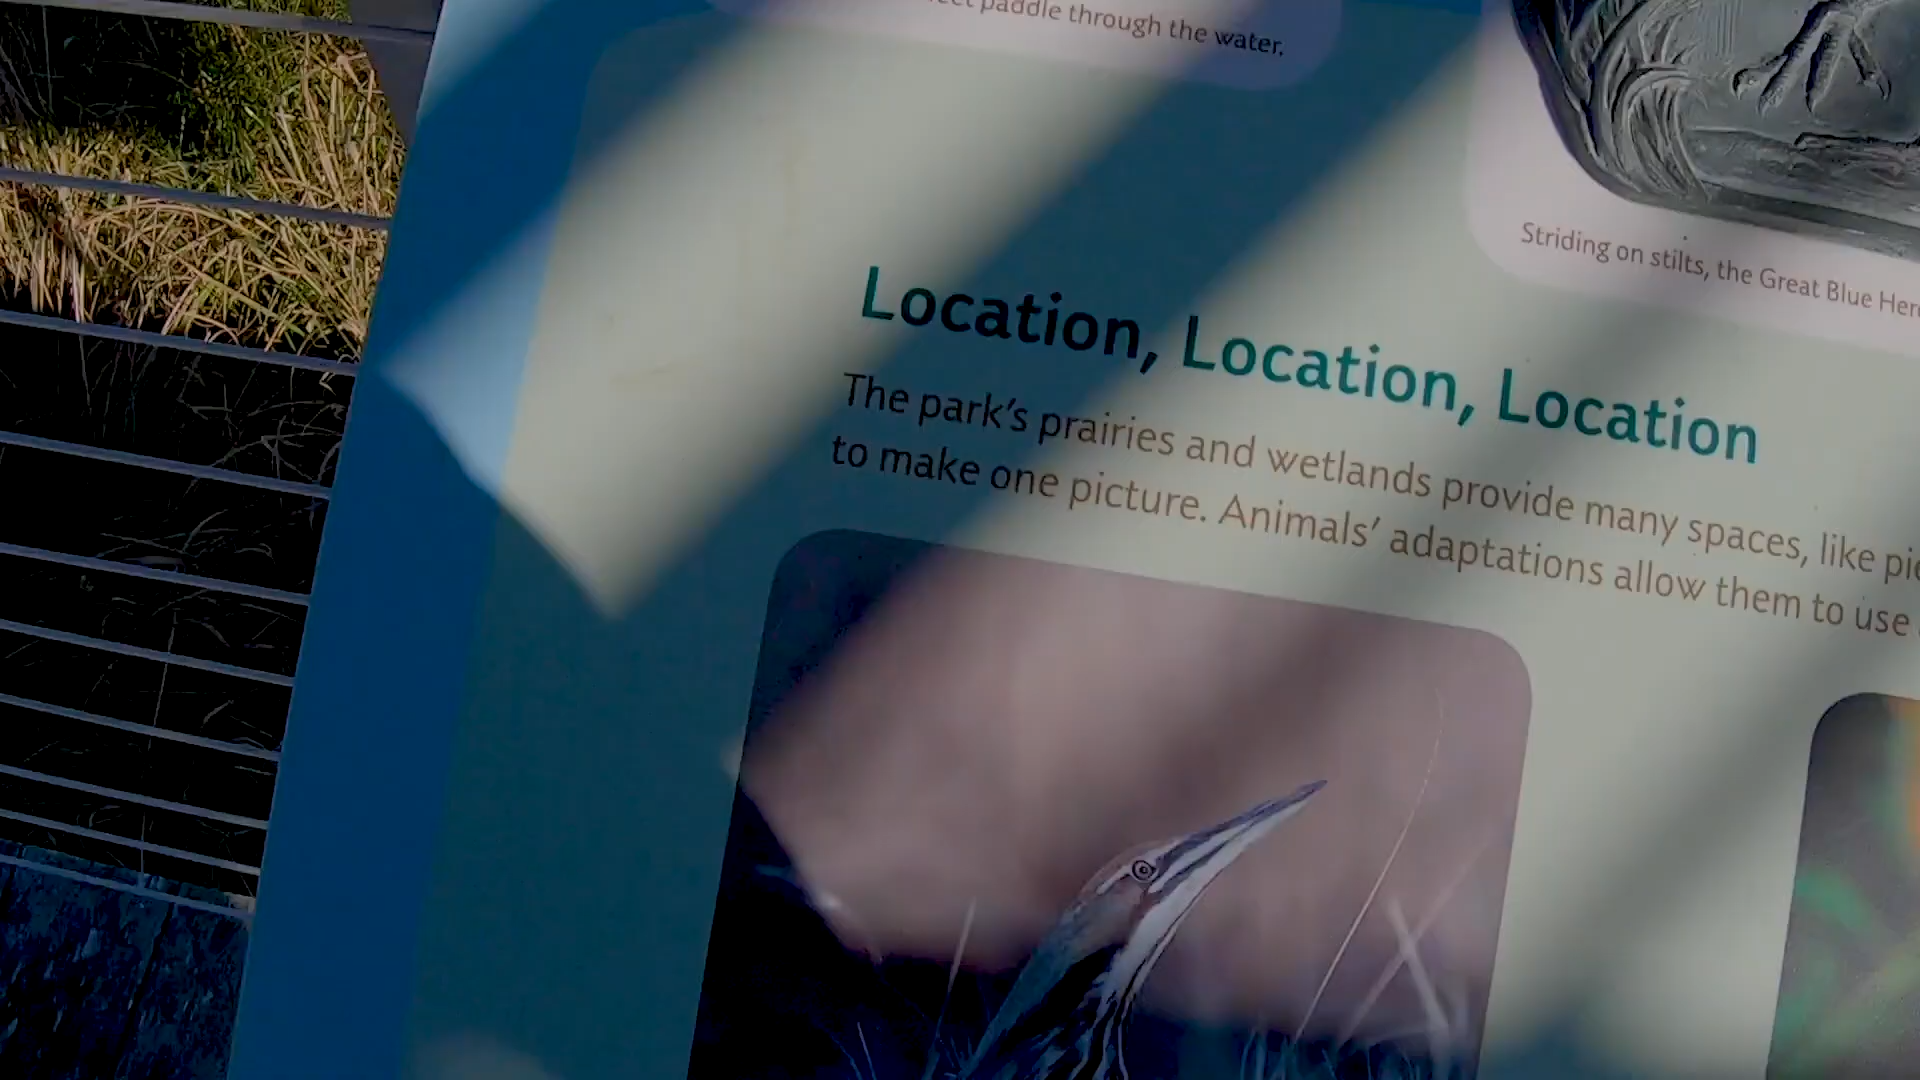 paddle through the water.
Striding on stilts, the Great Blue
Location, Location, Location
The park's prairies and wetlands provide many spaces, like
to make one picture. Animals' adaptations allow them to use